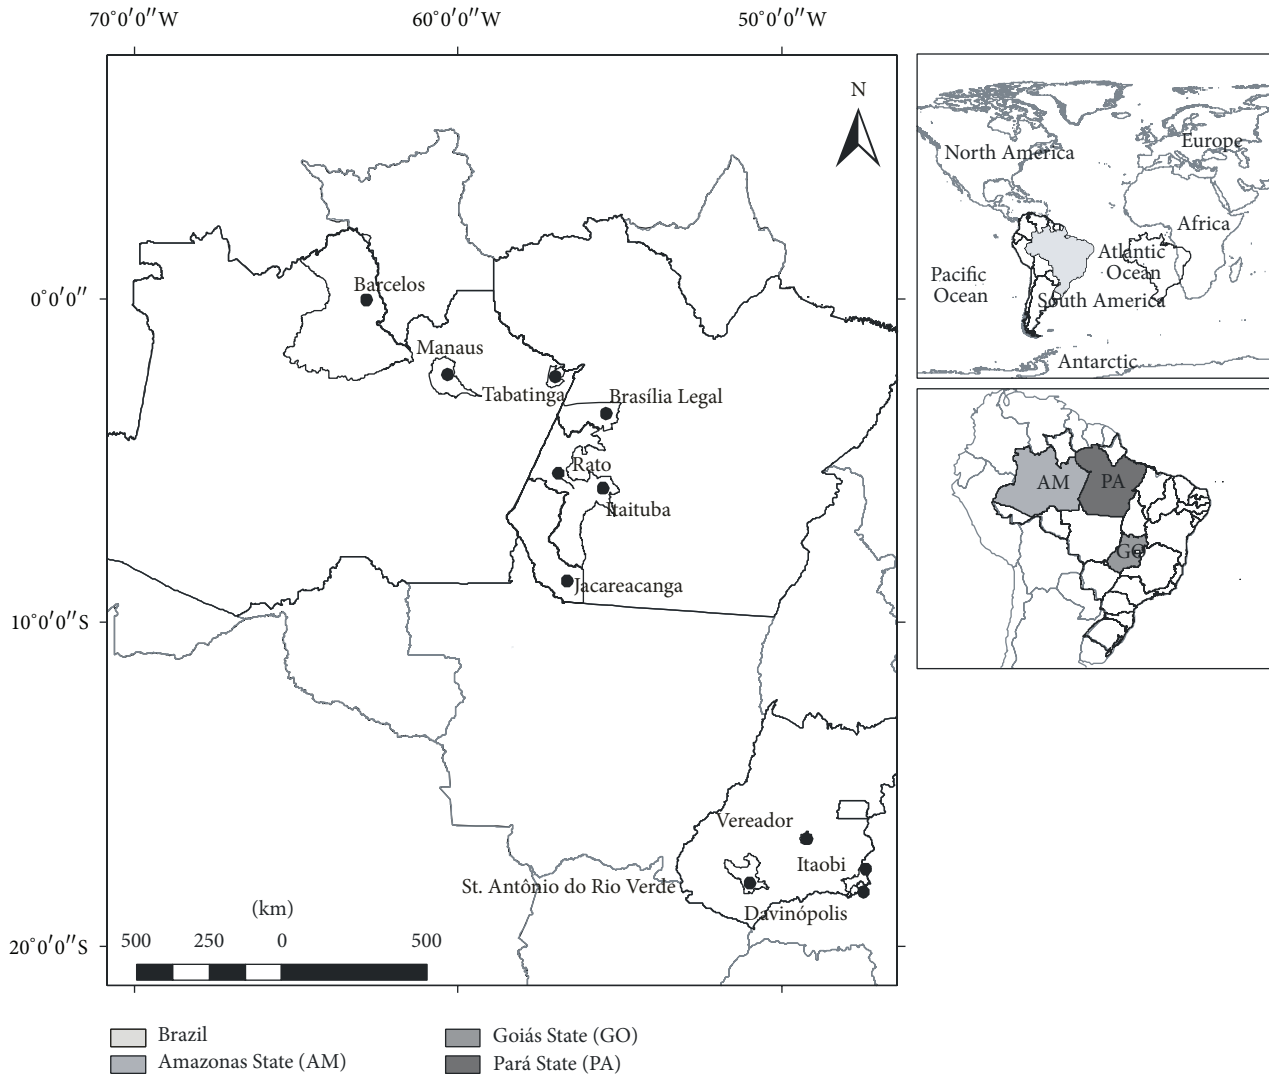 70°0′0″W
60°0′0″W
50°0′0″W
N
Barcelos
0°0′0″
Manaus
Tabatinga
Brasília Legal
Rato
Itaituba
Jacareacanga
10°0′0″S
Vereador
Itaobi
St. Antônio do Rio Verde
Davinópolis
(km)
500 250 0 500
20°0′0″S
North America
Europe
Africa
Atlantic
Ocean
Pacific
Ocean
South America
Antarctic
AM
PA
GO
Brazil
Amazonas State (AM)
Goiás State (GO)
Pará State (PA)